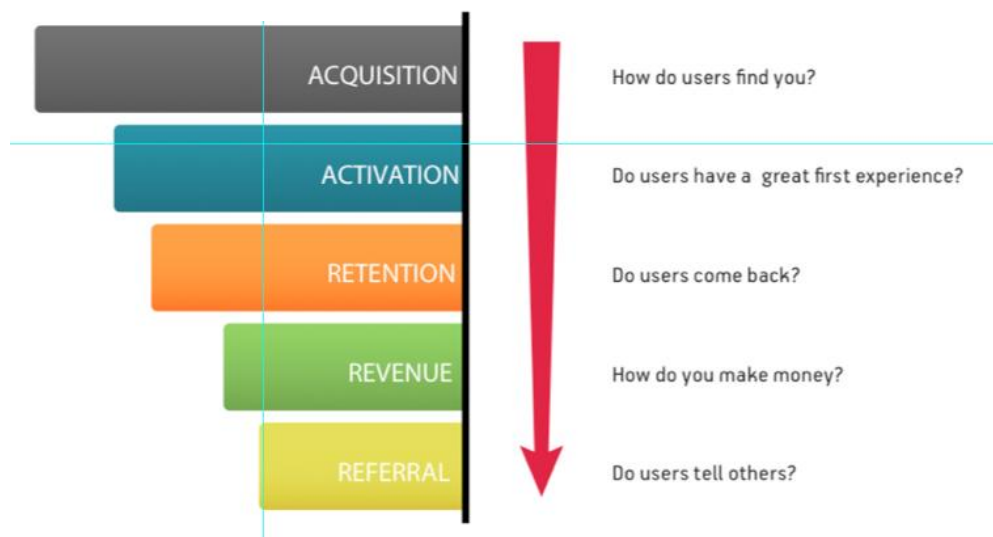 ACQUISITION How do users find you?
ACTIVATION Do users have a great first experience?
RETENTION Do users come back?
REVENUE How do you make money?
REFERRAL Do users tell others?